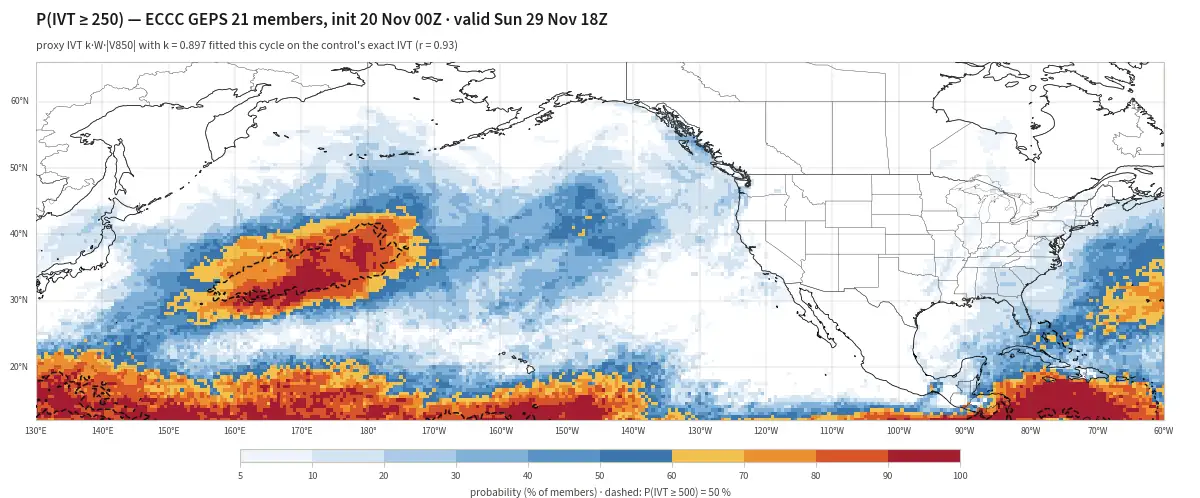 P(IVT ≥ 250) — ECCC GEPS 21 members, init 20 Nov 00Z · valid Sun 29 Nov 18Z
proxy IVT k·W·|V850| with k = 0.897 fitted this cycle on the control's exact IVT (r = 0.93)
60°N
50°N
40°N
30°N
20°N
130°E 140°E 150°E 160°E 170°E 180° 170°W 160°W 150°W 140°W 130°W 120°W 110°W 100°W 90°W 80°W 70°W 60°W
5 10 20 30 40 50 60 70 80 90 100
probability (% of members) · dashed: P(IVT ≥ 500) = 50 %